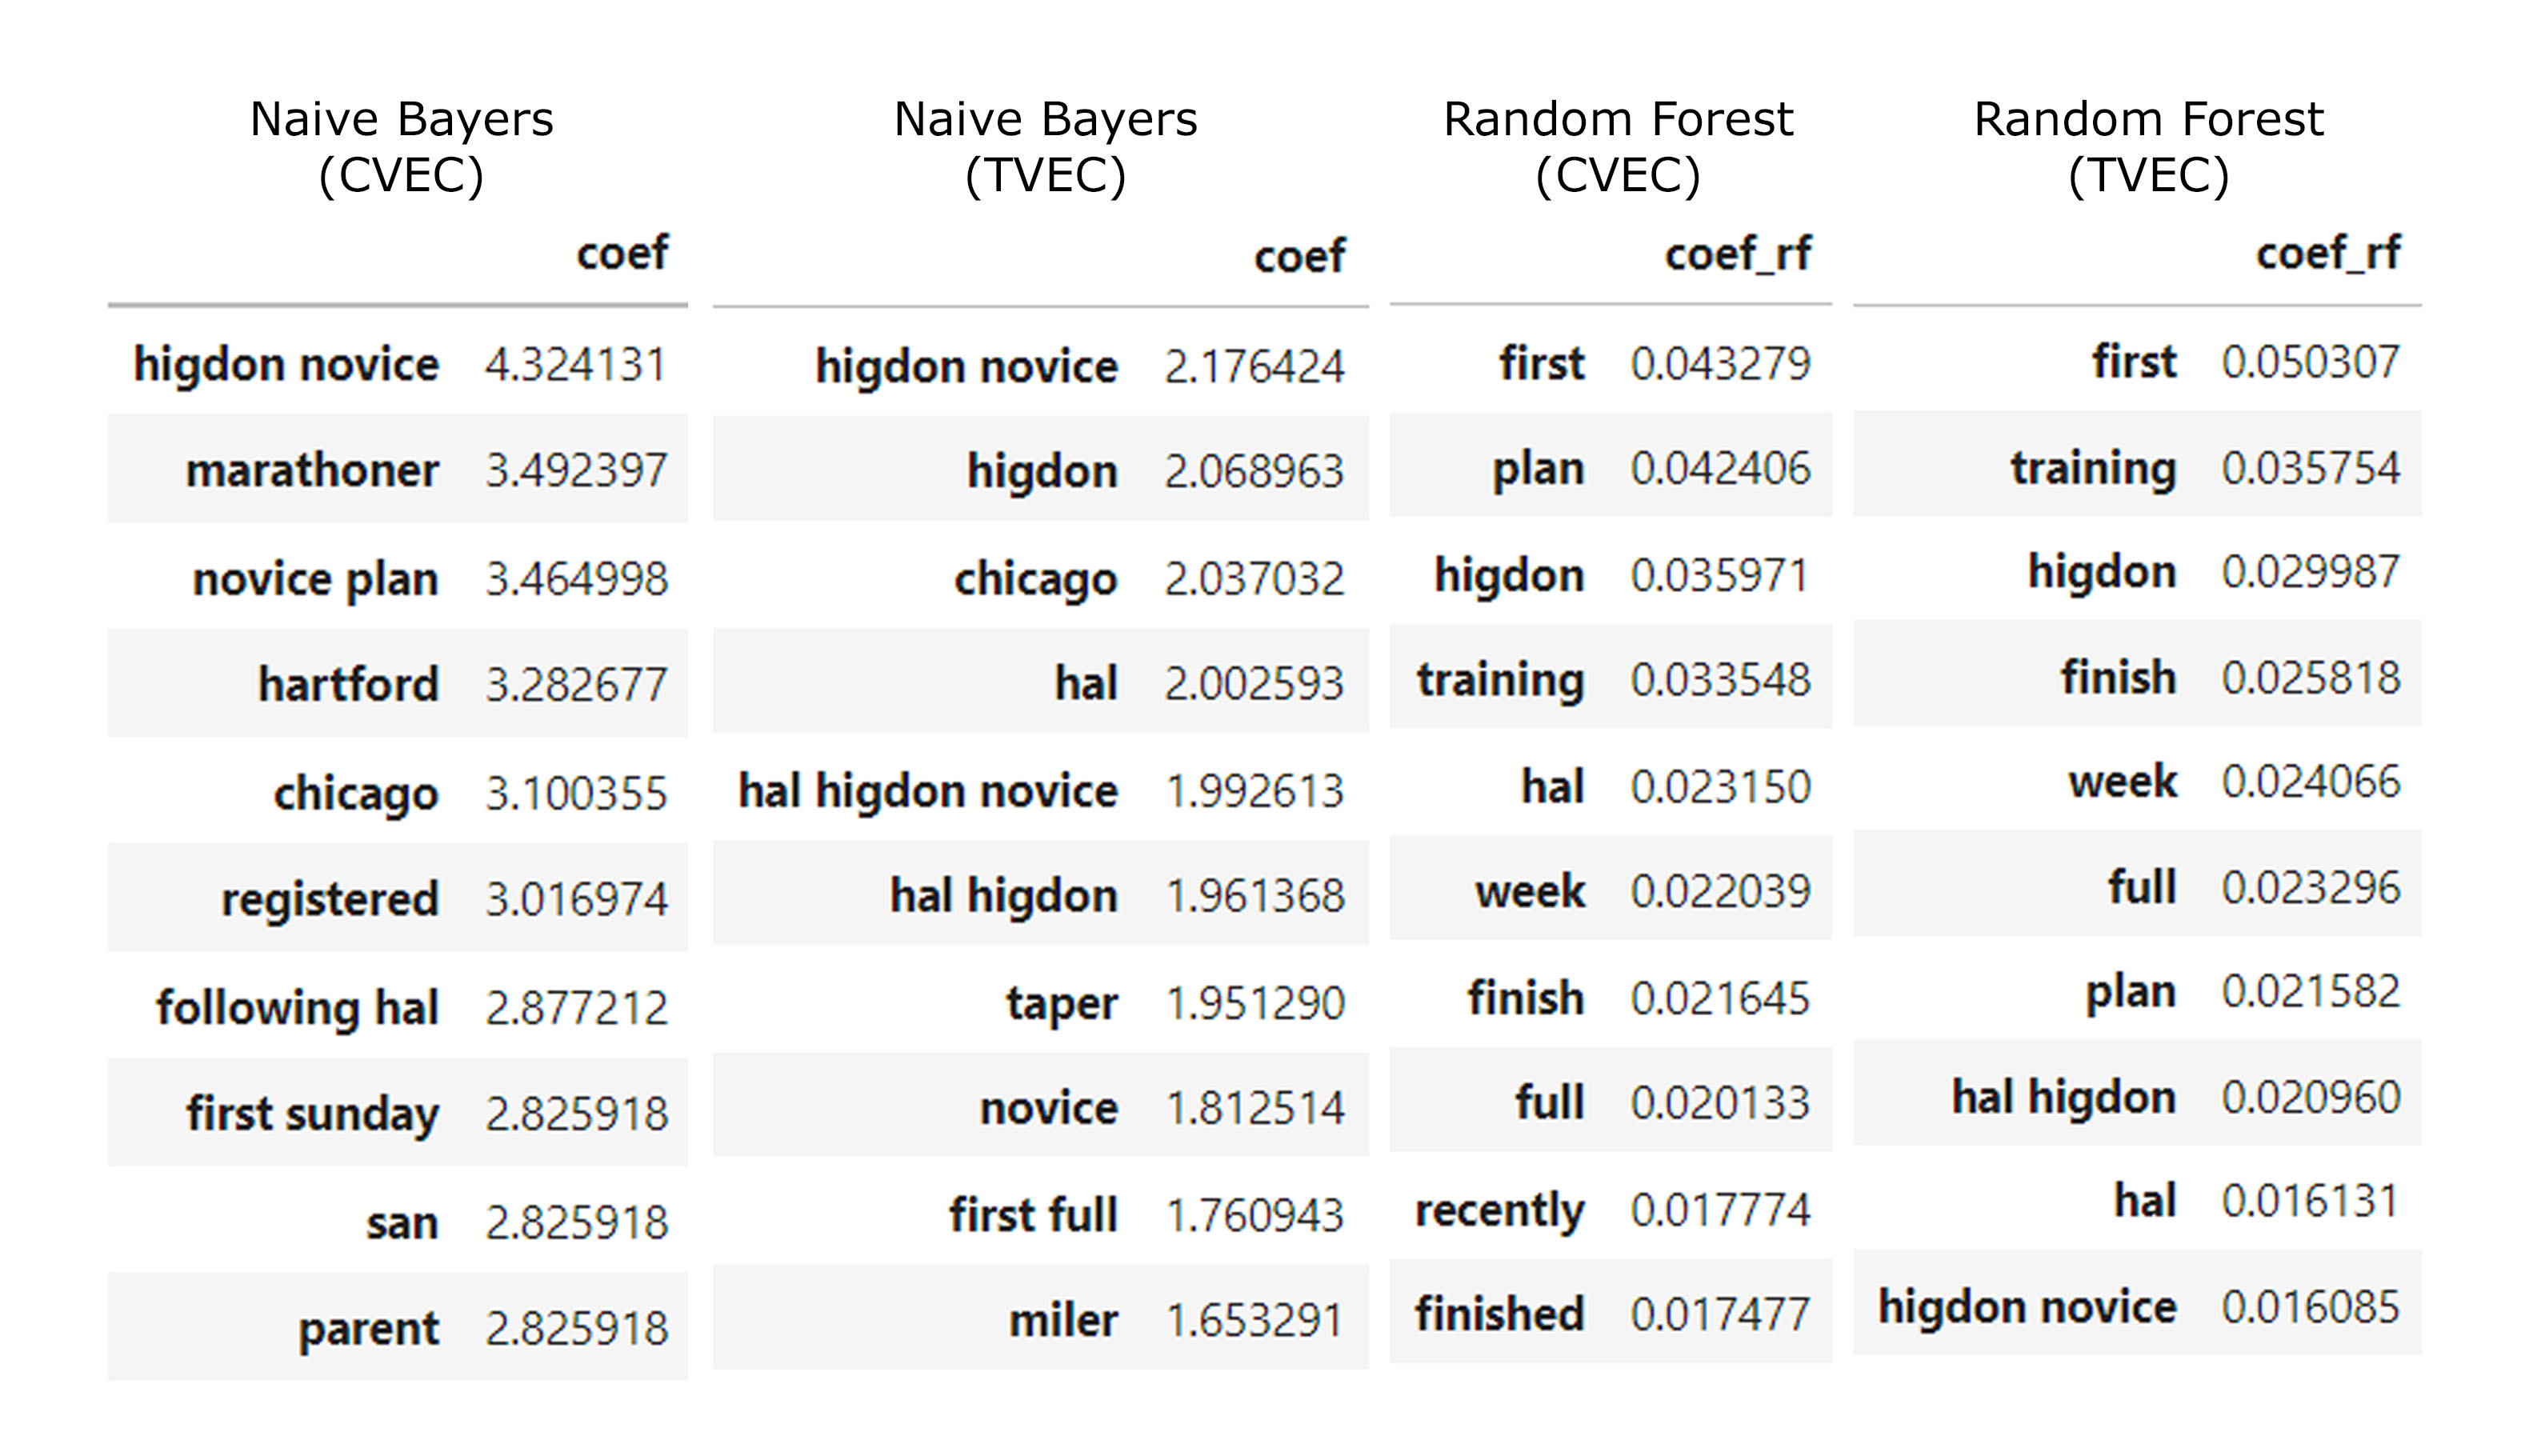 Naive Bayers
(CVEC)
coef
higdon novice 4.324131
marathoner 3.492397
novice plan 3.464998
hartford 3.282677
chicago 3.100355
registered 3.016974
following hal 2.877212
first sunday 2.825918
san 2.825918
parent 2.825918
Naive Bayers
(TVEC)
coef
higdon novice 2.176424
higdon 2.068963
chicago 2.037032
hal 2.002593
hal higdon novice 1.992613
hal higdon 1.961368
taper 1.951290
novice 1.812514
first full 1.760943
miler 1.653291
Random Forest
(CVEC)
coef_rf
first 0.043279
plan 0.042406
higdon 0.035971
training 0.033548
hal 0.023150
week 0.022039
finish 0.021645
full 0.020133
recently 0.017774
finished 0.017477
Random Forest
(TVEC)
coef_rf
first 0.050307
training 0.035754
higdon 0.029987
finish 0.025818
week 0.024066
full 0.023296
plan 0.021582
hal higdon 0.020960
hal 0.016131
higdon novice 0.016085